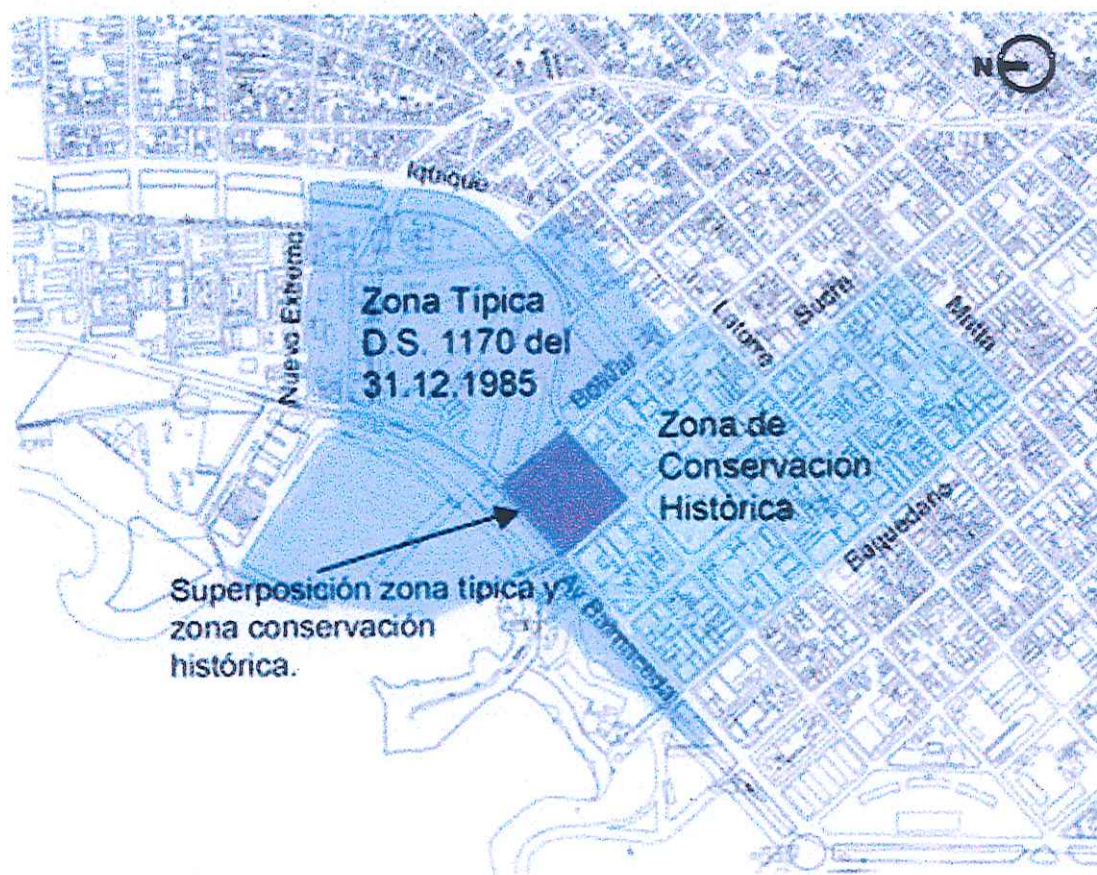 N
Iquique
Nuevo Extremo
Zona Típica
D.S. 1170 del
31.12.1985
Bolívar
Latorre
Sucre
Matta
Zona de
Conservación
Histórica
Baquedano
Superposición zona típica y
zona conservación
histórica.